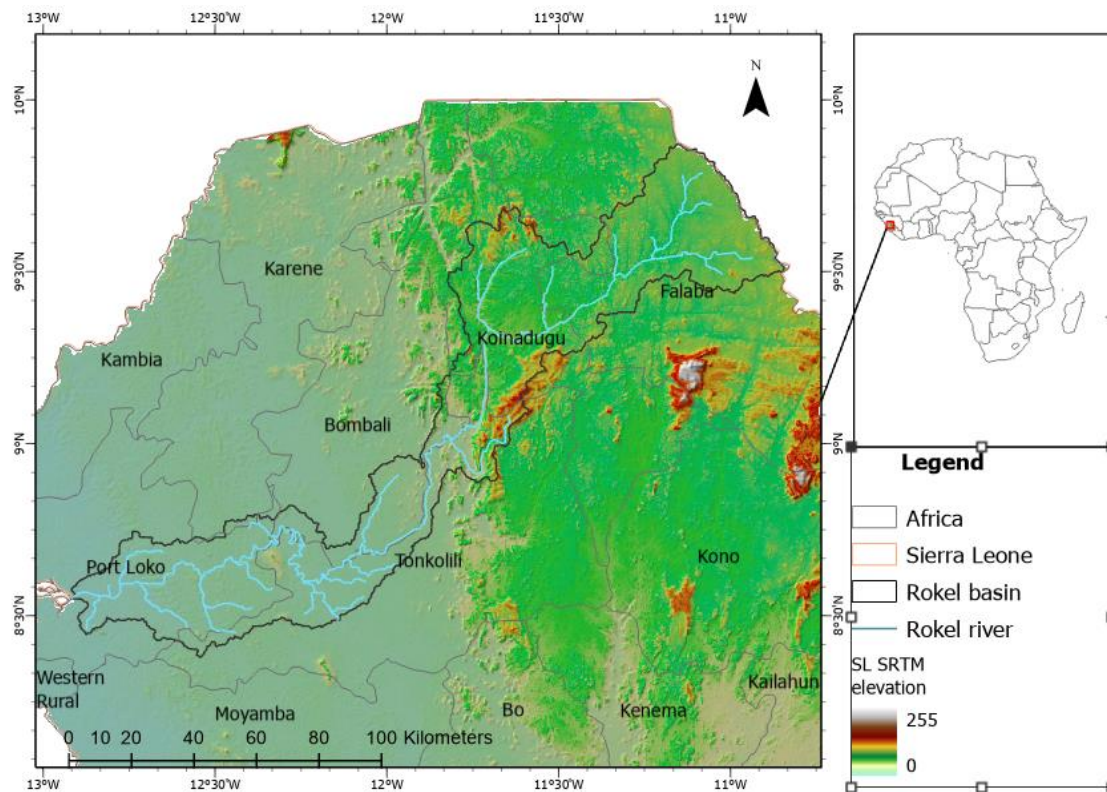 13°W 12°30'W 12°W 11°30'W 11°W
N
10°N 10°N
Karene
9°30'N 9°30'N
Falaba
Koinadugu
Kambia
Bombali
9°N 9°N
Port Loko
Tonkolili
Kono
8°30'N 8°30'N
Western
Rural
Kailahun
Moyamba
Bo
Kenema
0 10 20 40 60 80 100 Kilometers
13°W 12°30'W 12°W 11°30'W 11°W
Legend
Africa
Sierra Leone
Rokel basin
Rokel river
SL SRTM
elevation
255
0